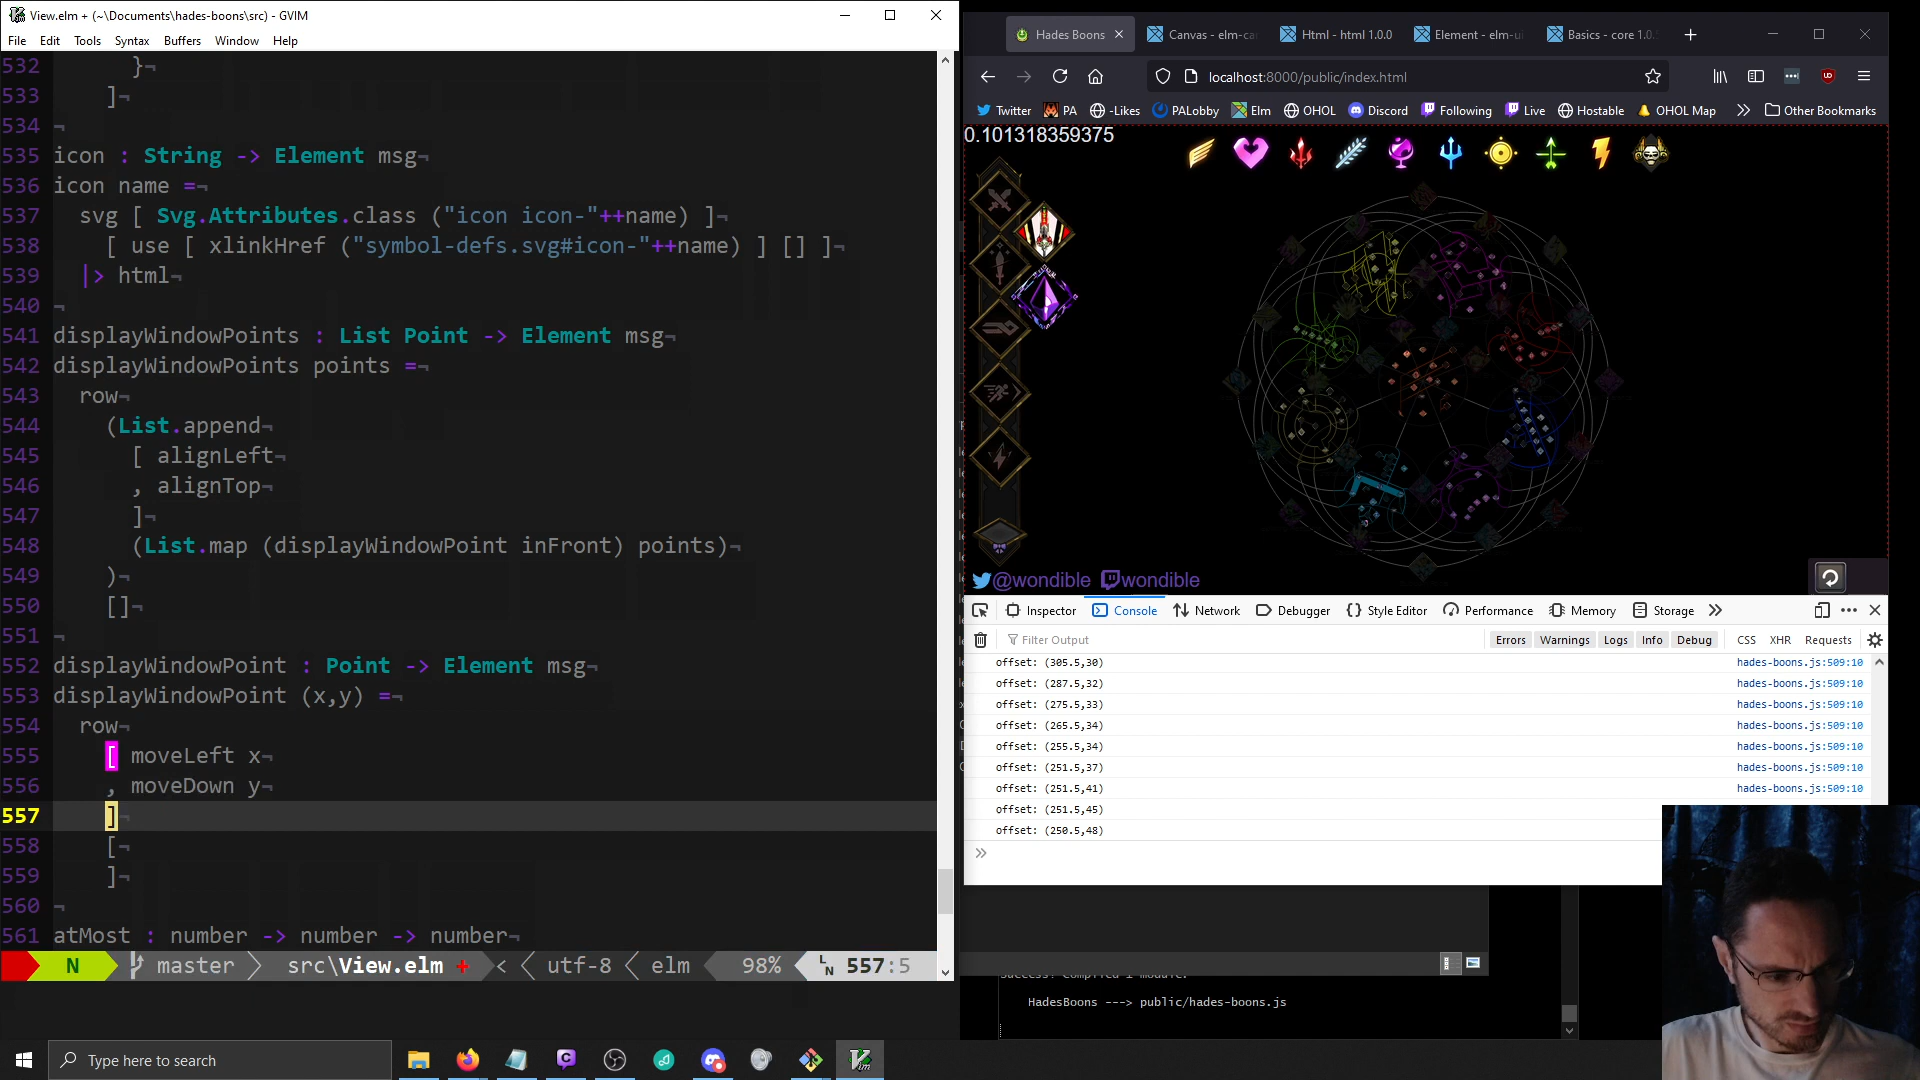 View.elm + (~\Documents\hades-boons\src) - GVIM
File Edit Tools Syntax Buffers Window Help
532 }¬
533 ]¬
534 ¬
535 icon : String -> Element msg¬
536 icon name =¬
537 svg [ Svg.Attributes.class ("icon icon-"++name) ]¬
538 [ use [ xlinkHref ("symbol-defs.svg#icon-"++name) ] [] ]¬
539 |> html¬
540 ¬
541 displayWindowPoints : List Point -> Element msg¬
542 displayWindowPoints points =¬
543 row¬
544 (List.append¬
545 [ alignLeft¬
546 , alignTop¬
547 ]¬
548 (List.map (displayWindowPoint inFront) points)¬
549 )¬
550 []¬
551 ¬
552 displayWindowPoint : Point -> Element msg¬
553 displayWindowPoint (x,y) =¬
554 row¬
555 [ moveLeft x¬
556 , moveDown y¬
557 ]¬
558 [¬
559 ]¬
560 ¬
561 atMost : number -> number -> number¬
N master src\View.elm + < utf-8 elm 98% LN 557:5
Hades Boons
Canvas - elm-ca
Html - html 1.0.0
Element - elm-u
Basics - core 1.0.
localhost:8000/public/index.html
Twitter PA -Likes PALobby Elm OHOL Discord Following Live Hostable OHOL Map Other Bookmarks
0.101318359375
@wondible wondible
Inspector Console Network Debugger Style Editor Performance Memory Storage
Filter Output
Errors Warnings Logs Info Debug CSS XHR Requests
offset: (305.5,30) hades-boons.js:509:10
offset: (287.5,32) hades-boons.js:509:10
offset: (275.5,33) hades-boons.js:509:10
offset: (265.5,34) hades-boons.js:509:10
offset: (255.5,34) hades-boons.js:509:10
offset: (251.5,37) hades-boons.js:509:10
offset: (251.5,41) hades-boons.js:509:10
offset: (251.5,45)
offset: (250.5,48)
Success! Compiled 1 module.
HadesBoons ---> public/hades-boons.js
Type here to search